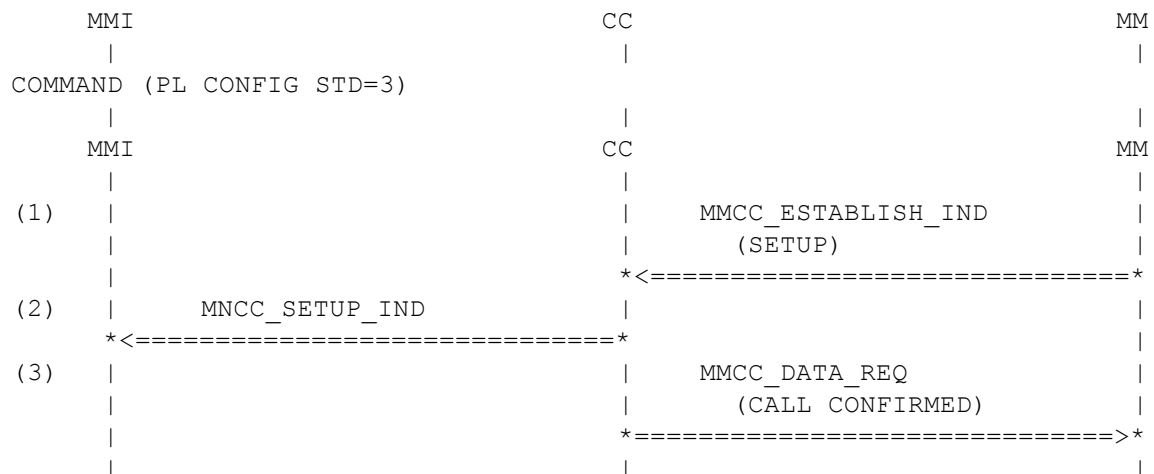 MMI CC MM
| | |
COMMAND (PL CONFIG STD=3)
| | |
MMI CC MM
| | |
(1) | | MMCC_ESTABLISH_IND |
| | (SETUP) |
| *<==============================*
(2) | MNCC_SETUP_IND | |
*<==============================* |
(3) | | MMCC_DATA_REQ |
| | (CALL CONFIRMED) |
| *==============================>*
| | |